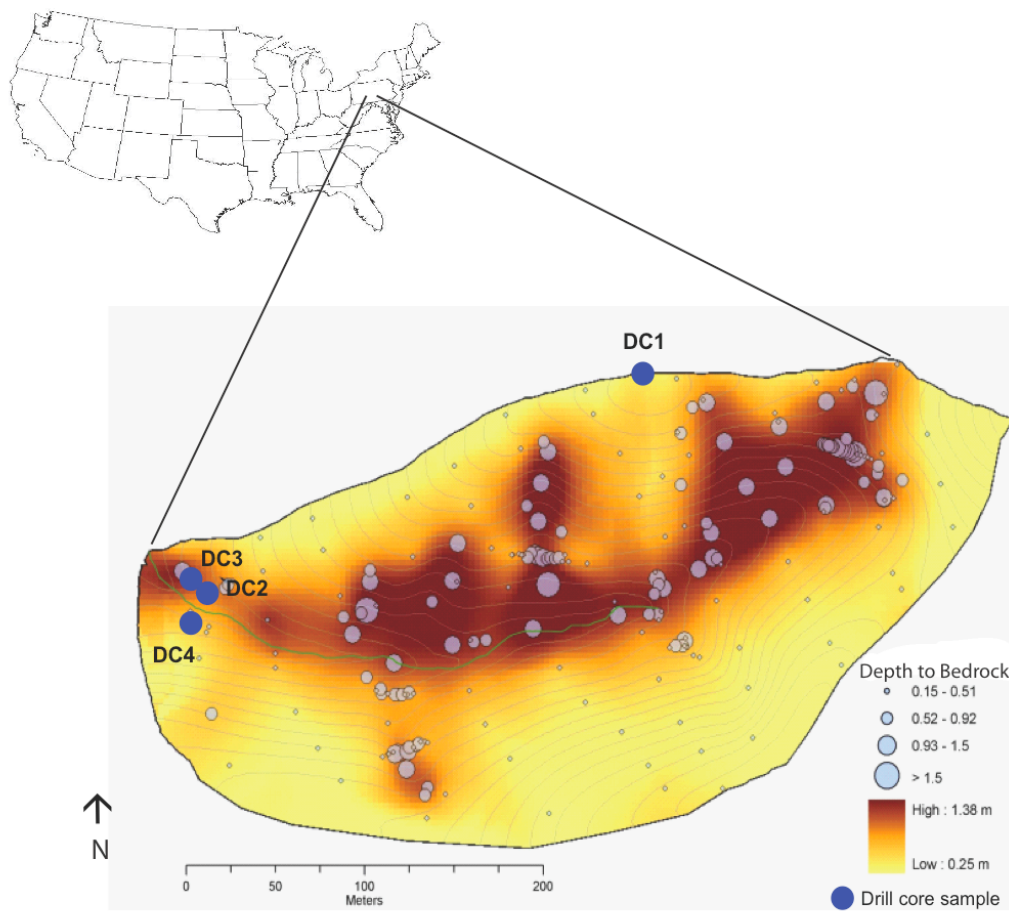 DC1
DC3
DC2
DC4
Depth to Bedrock
0.15 - 0.51
0.52 - 0.92
0.93 - 1.5
> 1.5
High : 1.38 m
Low : 0.25 m
N
0 50 100 200
Meters
Drill core sample